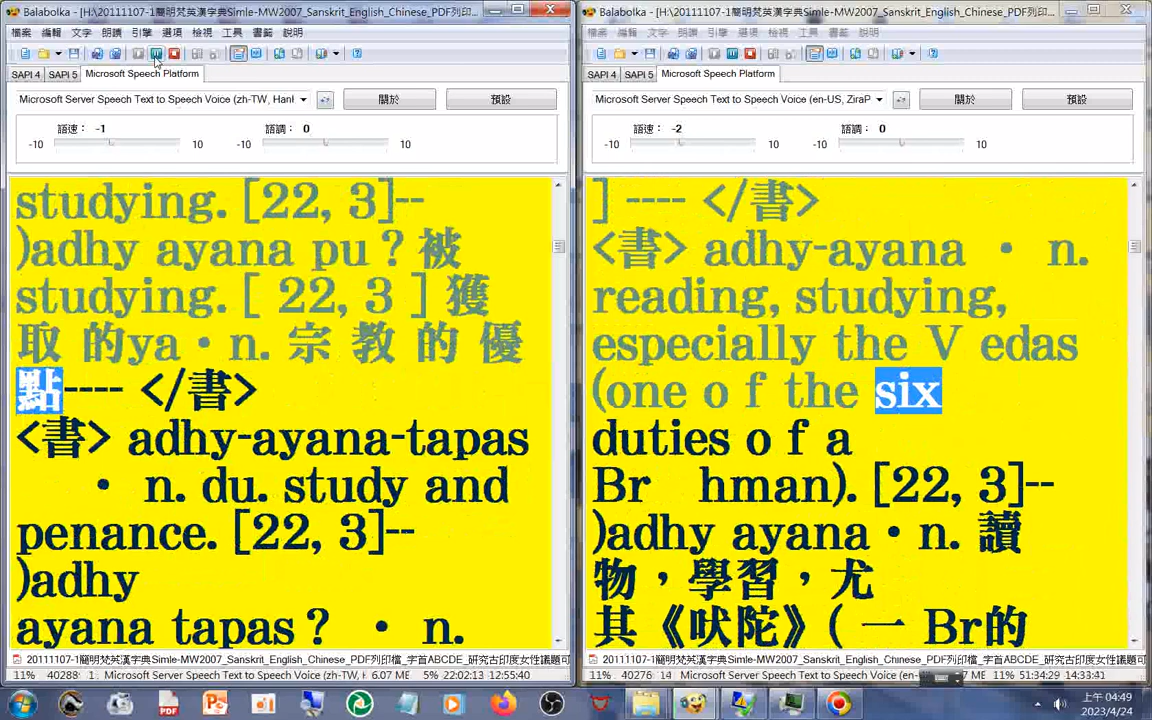 Balabolka - [H:\20111107-1簡明梵英漢字典Simle-MW2007_Sanskrit_English_Chinese_PDF列印...
檔案 編輯 文字 朗讀 引擎 選項 檢視 工具 書籤 說明
SAPI 4 SAPI 5 Microsoft Speech Platform
Microsoft Server Speech Text to Speech Voice (zh-TW, Hanl
關於
預設
語速： -1
語調： 0
-10 10 -10 10
studying. [22, 3]--
)adhy ayana pu？被
studying. [ 22, 3 ] 獲
取 的ya • n. 宗 教 的 優
點---- </書>
<書> adhy-ayana-tapas
• n. du. study and
penance. [22, 3]--
)adhy
ayana tapas？ • n.
20111107-1簡明梵英漢字典Simle-MW2007_Sanskrit_English_Chinese_PDF列印檔_字首ABCDE_研究古印度女性議題可
11% 40288 1 Microsoft Server Speech Text to Speech Voice (zh-TW, H 6.07 MB 5% 22:02:13 12:55:40
Balabolka - [H:\20111107-1簡明梵英漢字典Simle-MW2007_Sanskrit_English_Chinese_PDF列印...
檔案 編輯 文字 朗讀 引擎 選項 檢視 工具 書籤 說明
SAPI 4 SAPI 5 Microsoft Speech Platform
Microsoft Server Speech Text to Speech Voice (en-US, ZiraP
關於
預設
語速： -2
語調： 0
-10 10 -10 10
] ---- </書>
<書> adhy-ayana • n.
reading, studying,
especially the V edas
(one o f the six
duties o f a
Br hman). [22, 3]--
)adhy ayana • n. 讀
物，學習，尤
其《吠陀》( 一 Br的
20111107-1簡明梵英漢字典Simle-MW2007_Sanskrit_English_Chinese_PDF列印檔_字首ABCDE_研究古印度女性議題可
11% 40276 14 Microsoft Server Speech Text to Speech Voice 11% 51:34:29 14:33:41
上午 04:49
2023/4/24